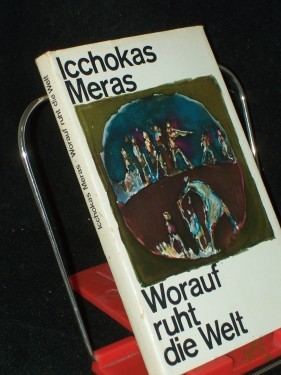 Icchokas
Meras
Worauf
ruht
die Welt
Icchokas Meras Worauf ruht die Welt